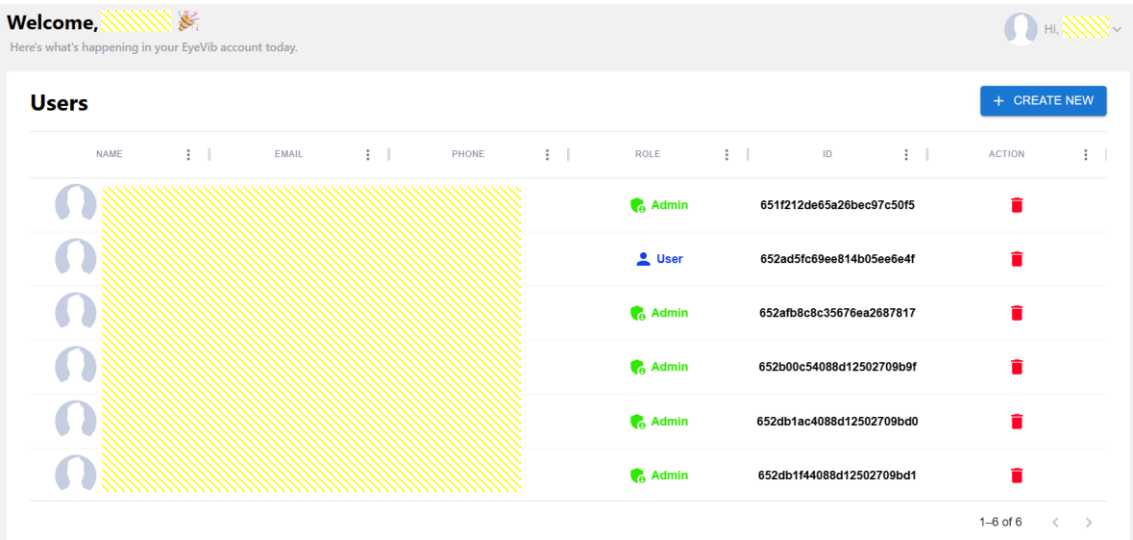 Welcome,
Hi,
Here's what's happening in your EyeVib account today.
Users
+ CREATE NEW
NAME EMAIL PHONE ROLE ID ACTION
Admin 651f212de65a26bec97c50f5
User 652ad5fc69ee814b05ee6e4f
Admin 652afb8c8c35676ea2687817
Admin 652b00c54088d12502709b9f
Admin 652db1ac4088d12502709bd0
Admin 652db1f44088d12502709bd1
1–6 of 6